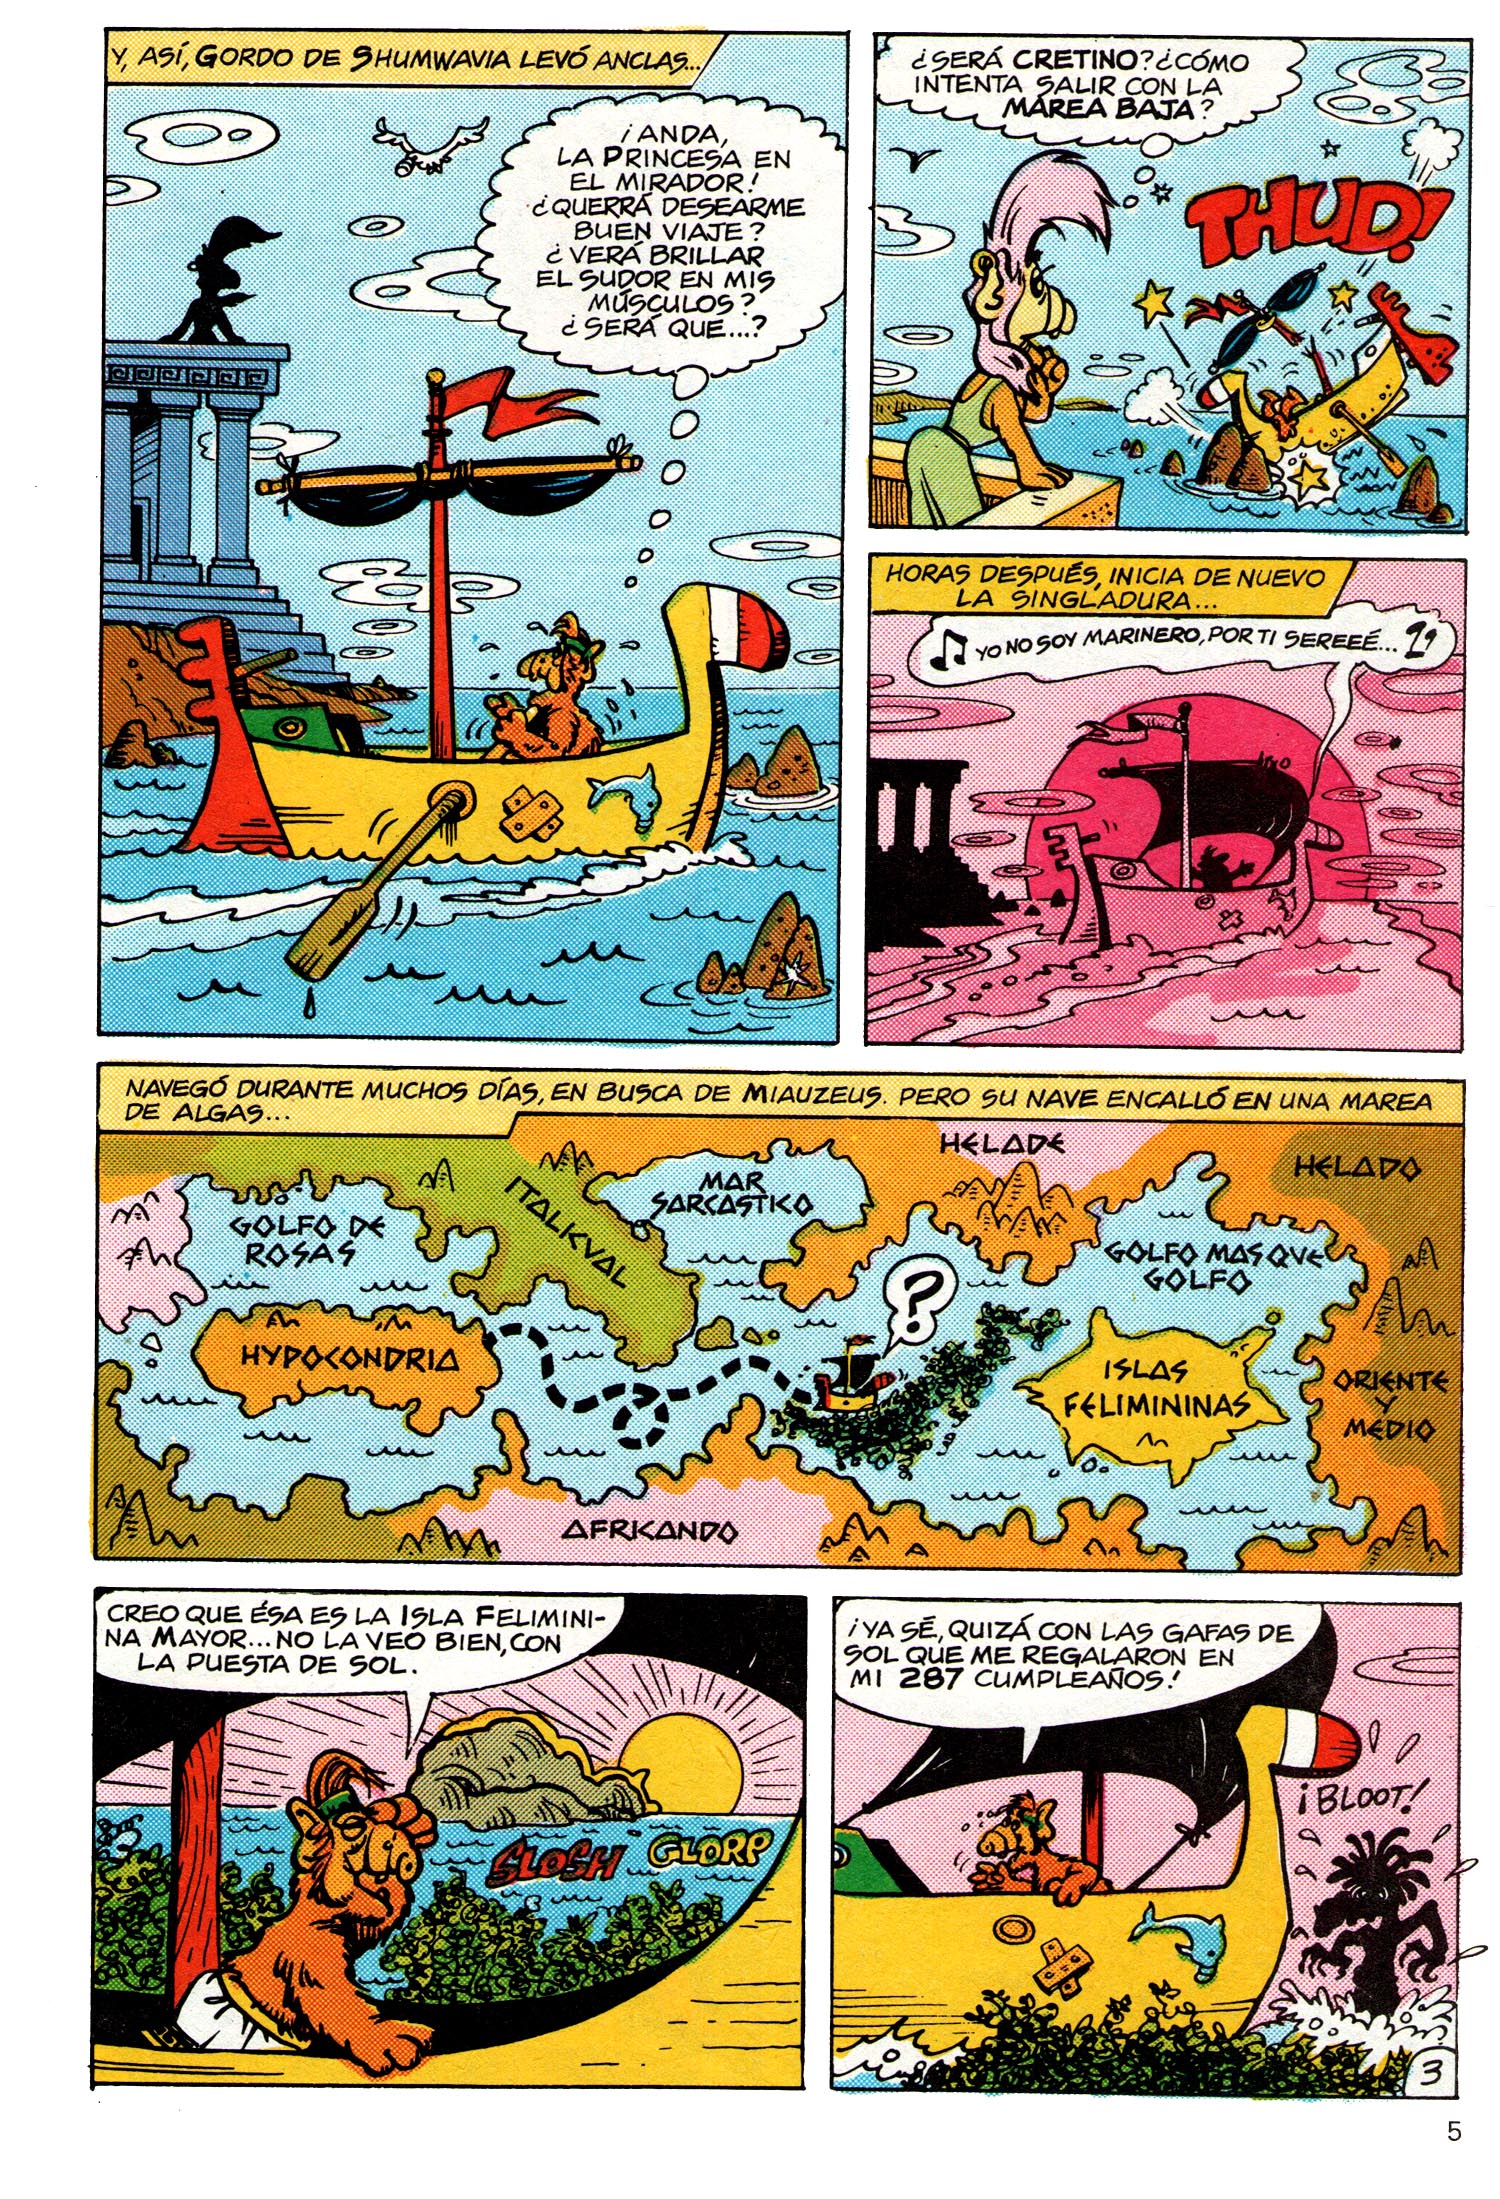 Y, ASÍ, GORDO DE SHUMWAVIA LEVÓ ANCLAS...
¡ANDA,
LA PRINCESA EN
EL MIRADOR!
¿QUERRÁ DESEARME
BUEN VIAJE?
¿VERÁ BRILLAR
EL SUDOR EN MIS
MÚSCULOS?
¿SERÁ QUE...?
¿SERÁ CRETINO? ¿CÓMO
INTENTA SALIR CON LA
MAREA BAJA?
THUD!
HORAS DESPUÉS, INICIA DE NUEVO
LA SINGLADURA...
YO NO SOY MARINERO, POR TI SEREEÉ...
NAVEGÓ DURANTE MUCHOS DÍAS, EN BUSCA DE MIAUZEUS. PERO SU NAVE ENCALLÓ EN UNA MAREA
DE ALGAS...
GOLFO DE
ROSAS
ITALICVAL
MAR
SARCASTICO
HELADE
HELADO
GOLFO MAS QVE
GOLFO
HYPOCONDRIA
?
ISLAS
FELIMININAS
ORIENTE
Y
MEDIO
AFRICANDO
CREO QUE ÉSA ES LA ISLA FELIMINI-
NA MAYOR... NO LA VEO BIEN, CON
LA PUESTA DE SOL.
SLOSH GLORP
¡YA SÉ, QUIZÁ CON LAS GAFAS DE
SOL QUE ME REGALARON EN
MI 287 CUMPLEAÑOS!
¡BLOOT!
3
5